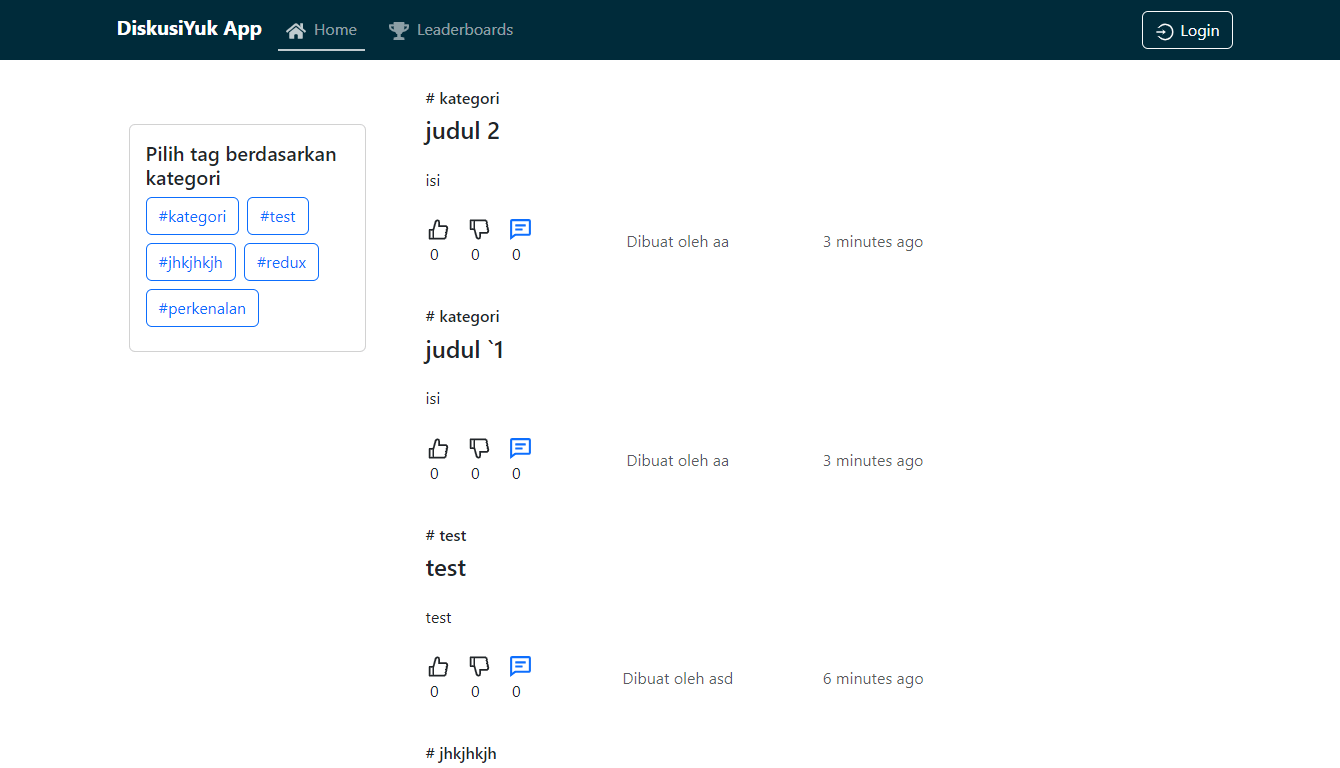 DiskusiYuk App Home Leaderboards Login
Pilih tag berdasarkan
kategori
#kategori #test
#jhkjhkjh #redux
#perkenalan
# kategori
judul 2
isi
0 0 0 Dibuat oleh aa 3 minutes ago
# kategori
judul `1
isi
0 0 0 Dibuat oleh aa 3 minutes ago
# test
test
test
0 0 0 Dibuat oleh asd 6 minutes ago
# jhkjhkjh